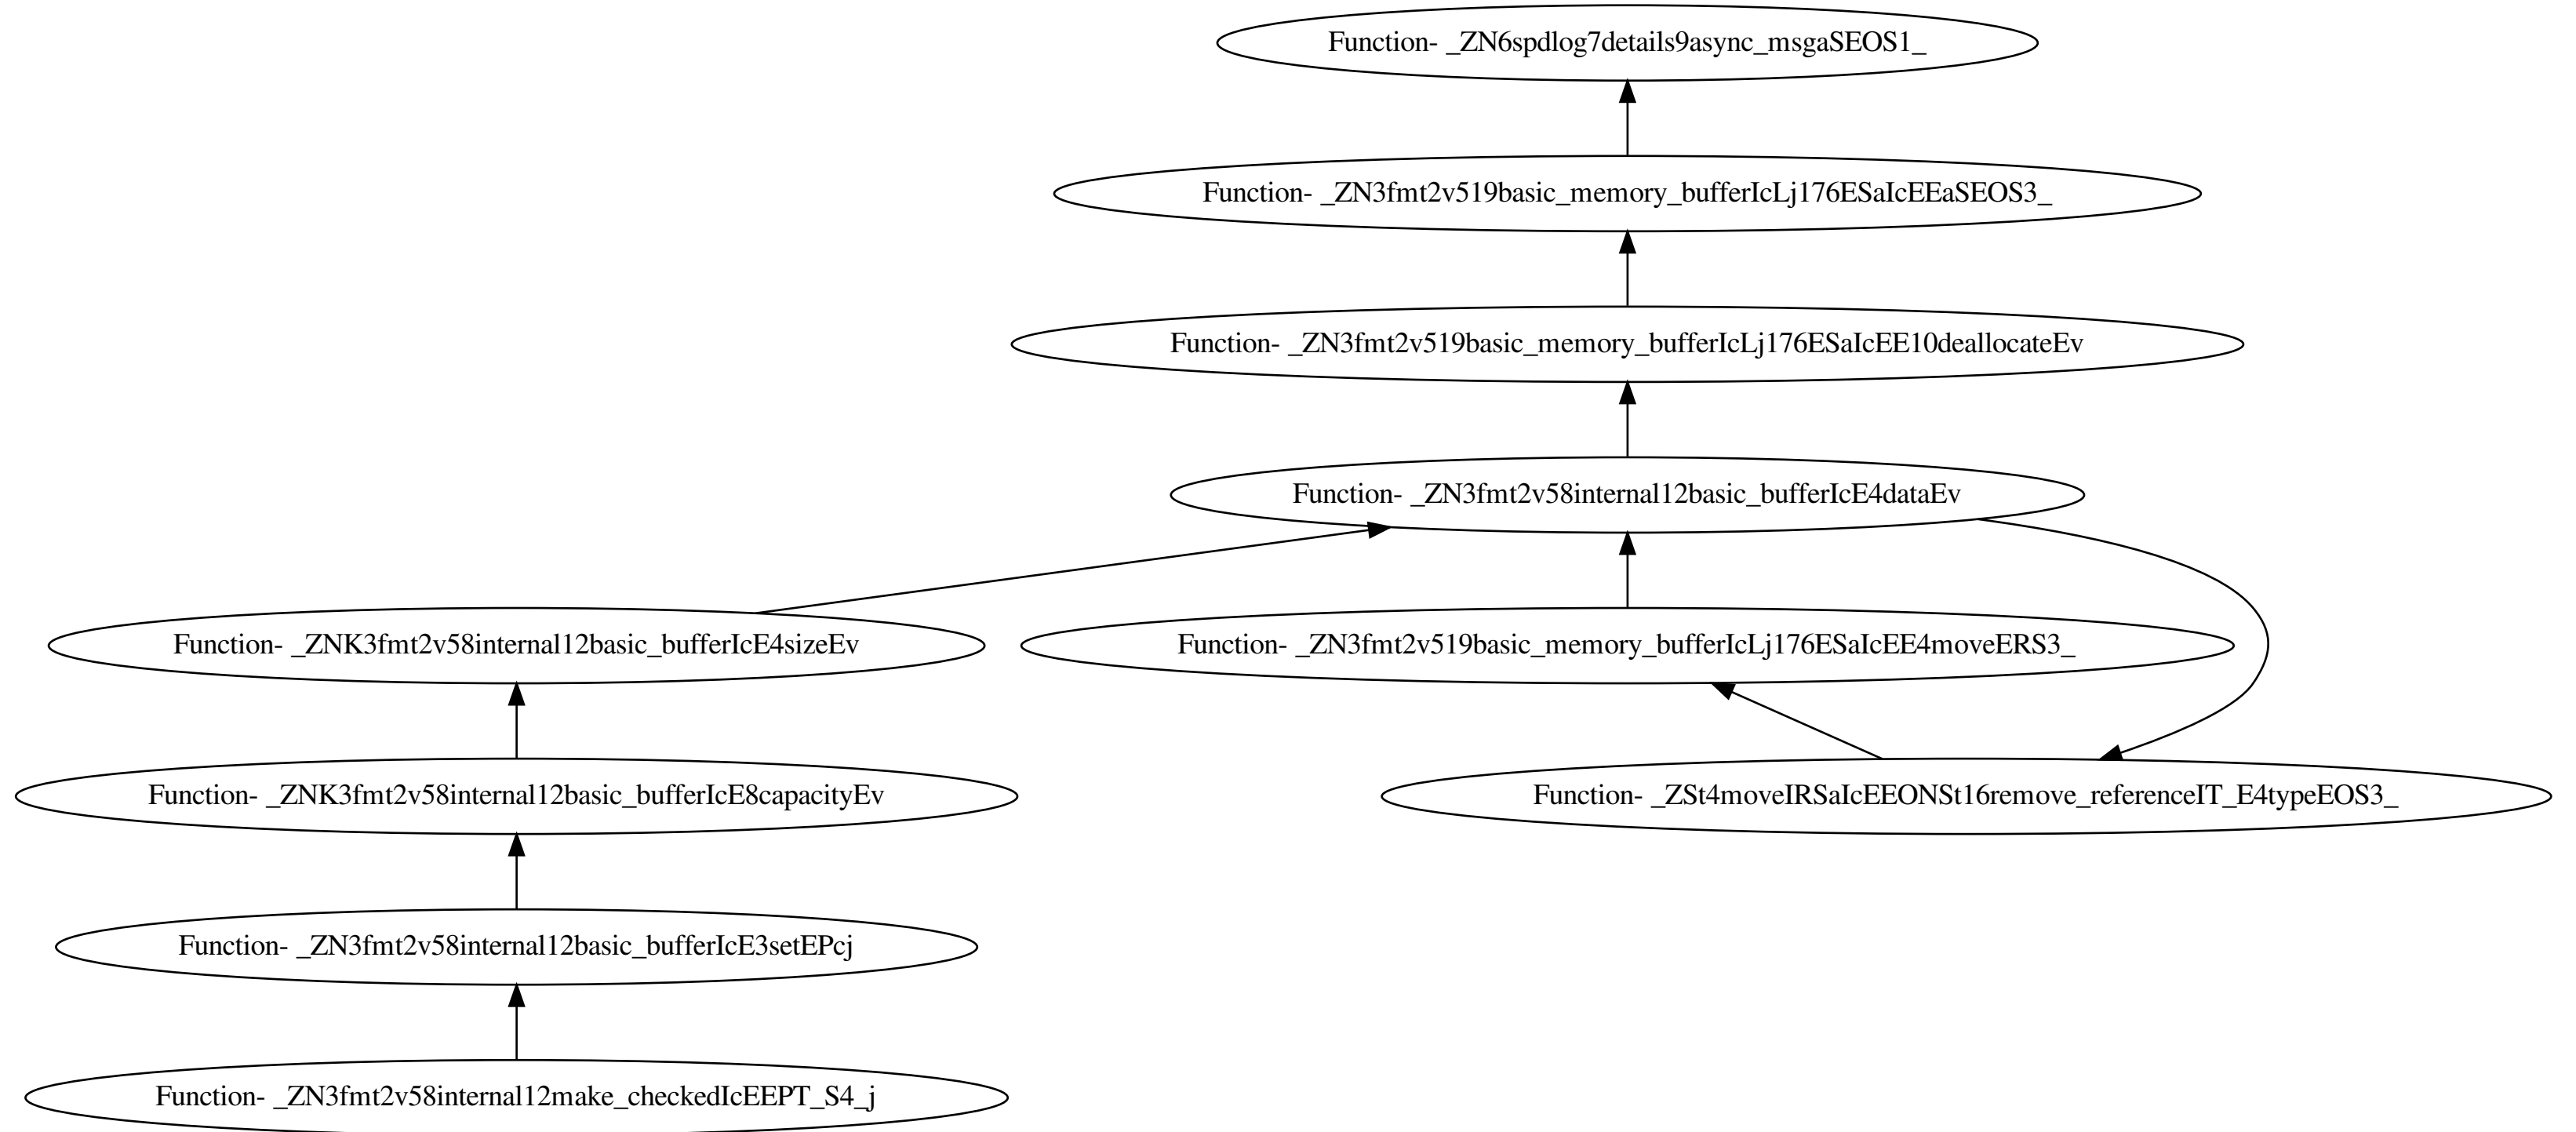 Function- _ZN6spdlog7details9async_msgaSEOS1_
Function- _ZN3fmt2v519basic_memory_bufferIcLj176ESaIcEEaSEOS3_
Function- _ZN3fmt2v519basic_memory_bufferIcLj176ESaIcEE10deallocateEv
Function- _ZN3fmt2v58internal12basic_bufferIcE4dataEv
Function- _ZNK3fmt2v58internal12basic_bufferIcE4sizeEv
Function- _ZN3fmt2v519basic_memory_bufferIcLj176ESaIcEE4moveERS3_
Function- _ZNK3fmt2v58internal12basic_bufferIcE8capacityEv
Function- _ZSt4moveIRSaIcEEONSt16remove_referenceIT_E4typeEOS3_
Function- _ZN3fmt2v58internal12basic_bufferIcE3setEPcj
Function- _ZN3fmt2v58internal12make_checkedIcEEPT_S4_j